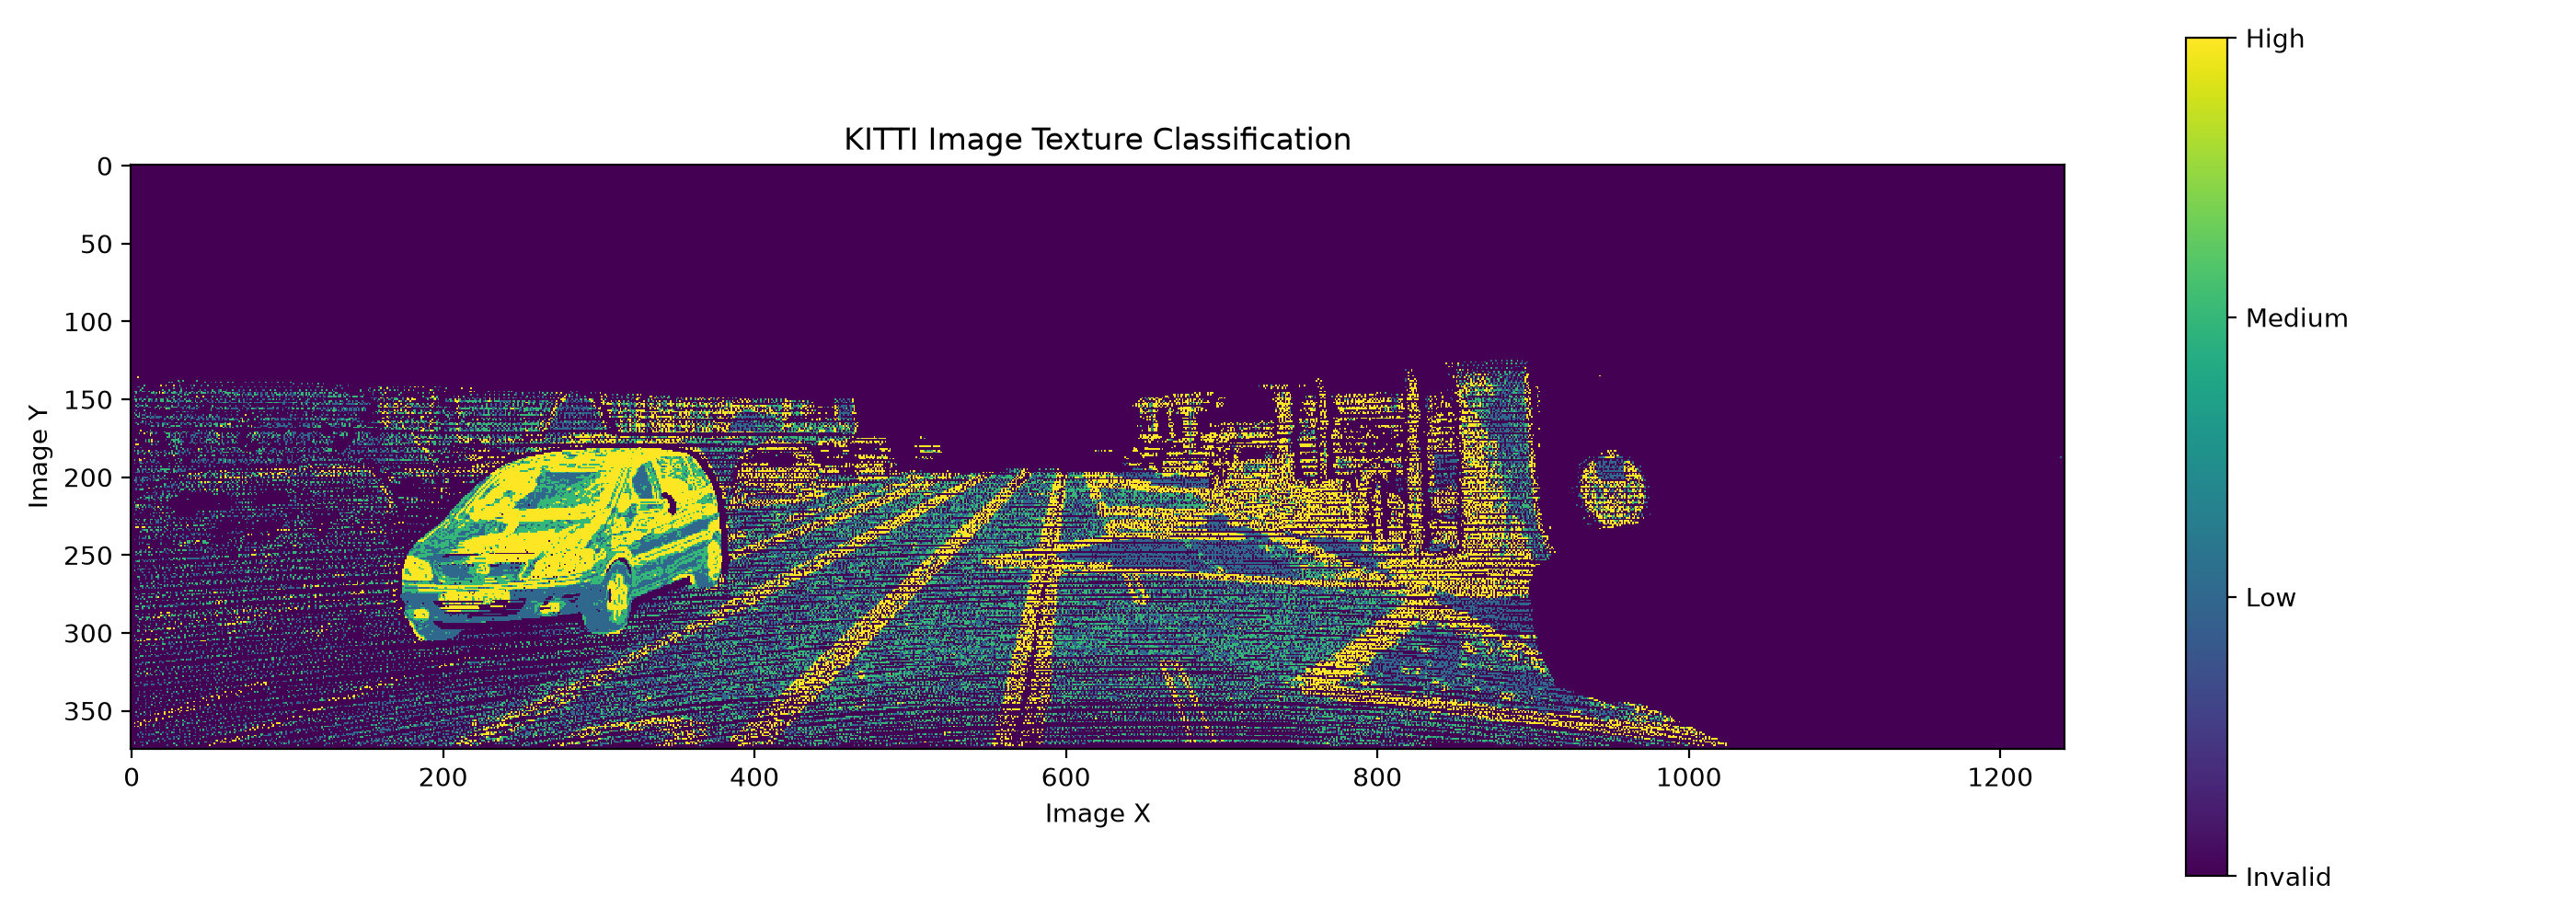 KITTI Image Texture Classification
High
Medium
Low
Invalid
Image Y
0
50
100
150
200
250
300
350
0 200 400 600 800 1000 1200
Image X